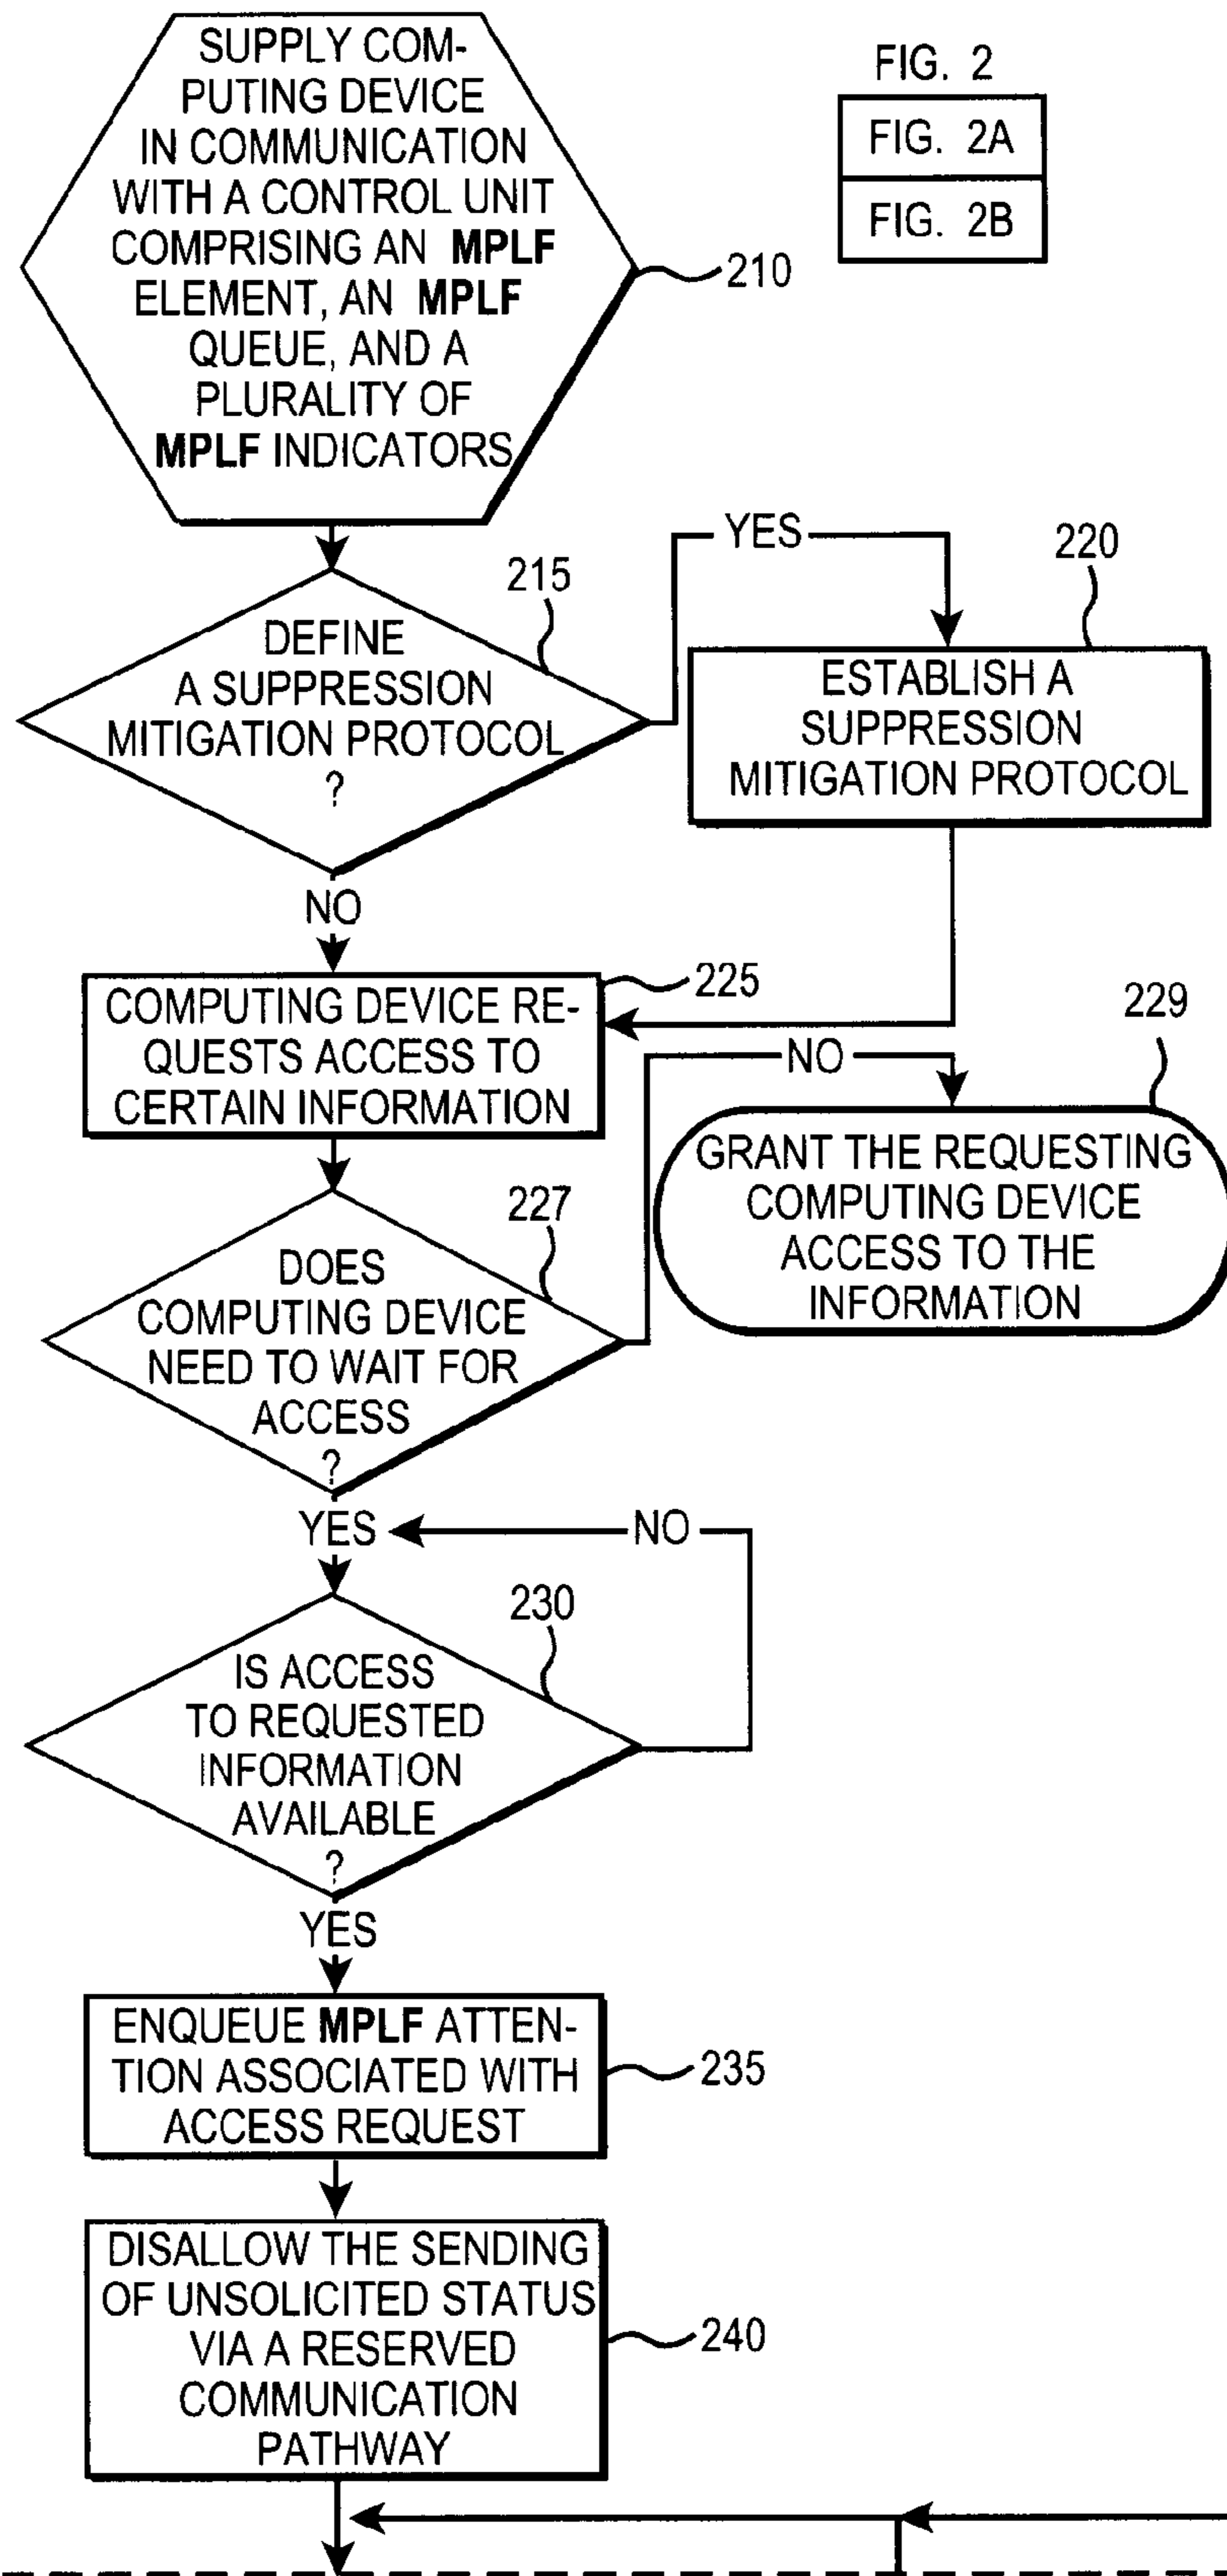 SUPPLY COM-
PUTING DEVICE
IN COMMUNICATION
WITH A CONTROL UNIT
COMPRISING AN MPLF
ELEMENT, AN MPLF
QUEUE, AND A
PLURALITY OF
MPLF INDICATORS
210
FIG. 2
FIG. 2A
FIG. 2B
215
DEFINE
A SUPPRESSION
MITIGATION PROTOCOL
?
YES
220
ESTABLISH A
SUPPRESSION
MITIGATION PROTOCOL
NO
225
COMPUTING DEVICE RE-
QUESTS ACCESS TO
CERTAIN INFORMATION
227
DOES
COMPUTING DEVICE
NEED TO WAIT FOR
ACCESS
?
NO
229
GRANT THE REQUESTING
COMPUTING DEVICE
ACCESS TO THE
INFORMATION
YES
NO
230
IS ACCESS
TO REQUESTED
INFORMATION
AVAILABLE
?
YES
ENQUEUE MPLF ATTEN-
TION ASSOCIATED WITH
ACCESS REQUEST
235
DISALLOW THE SENDING
OF UNSOLICITED STATUS
VIA A RESERVED
COMMUNICATION
PATHWAY
240